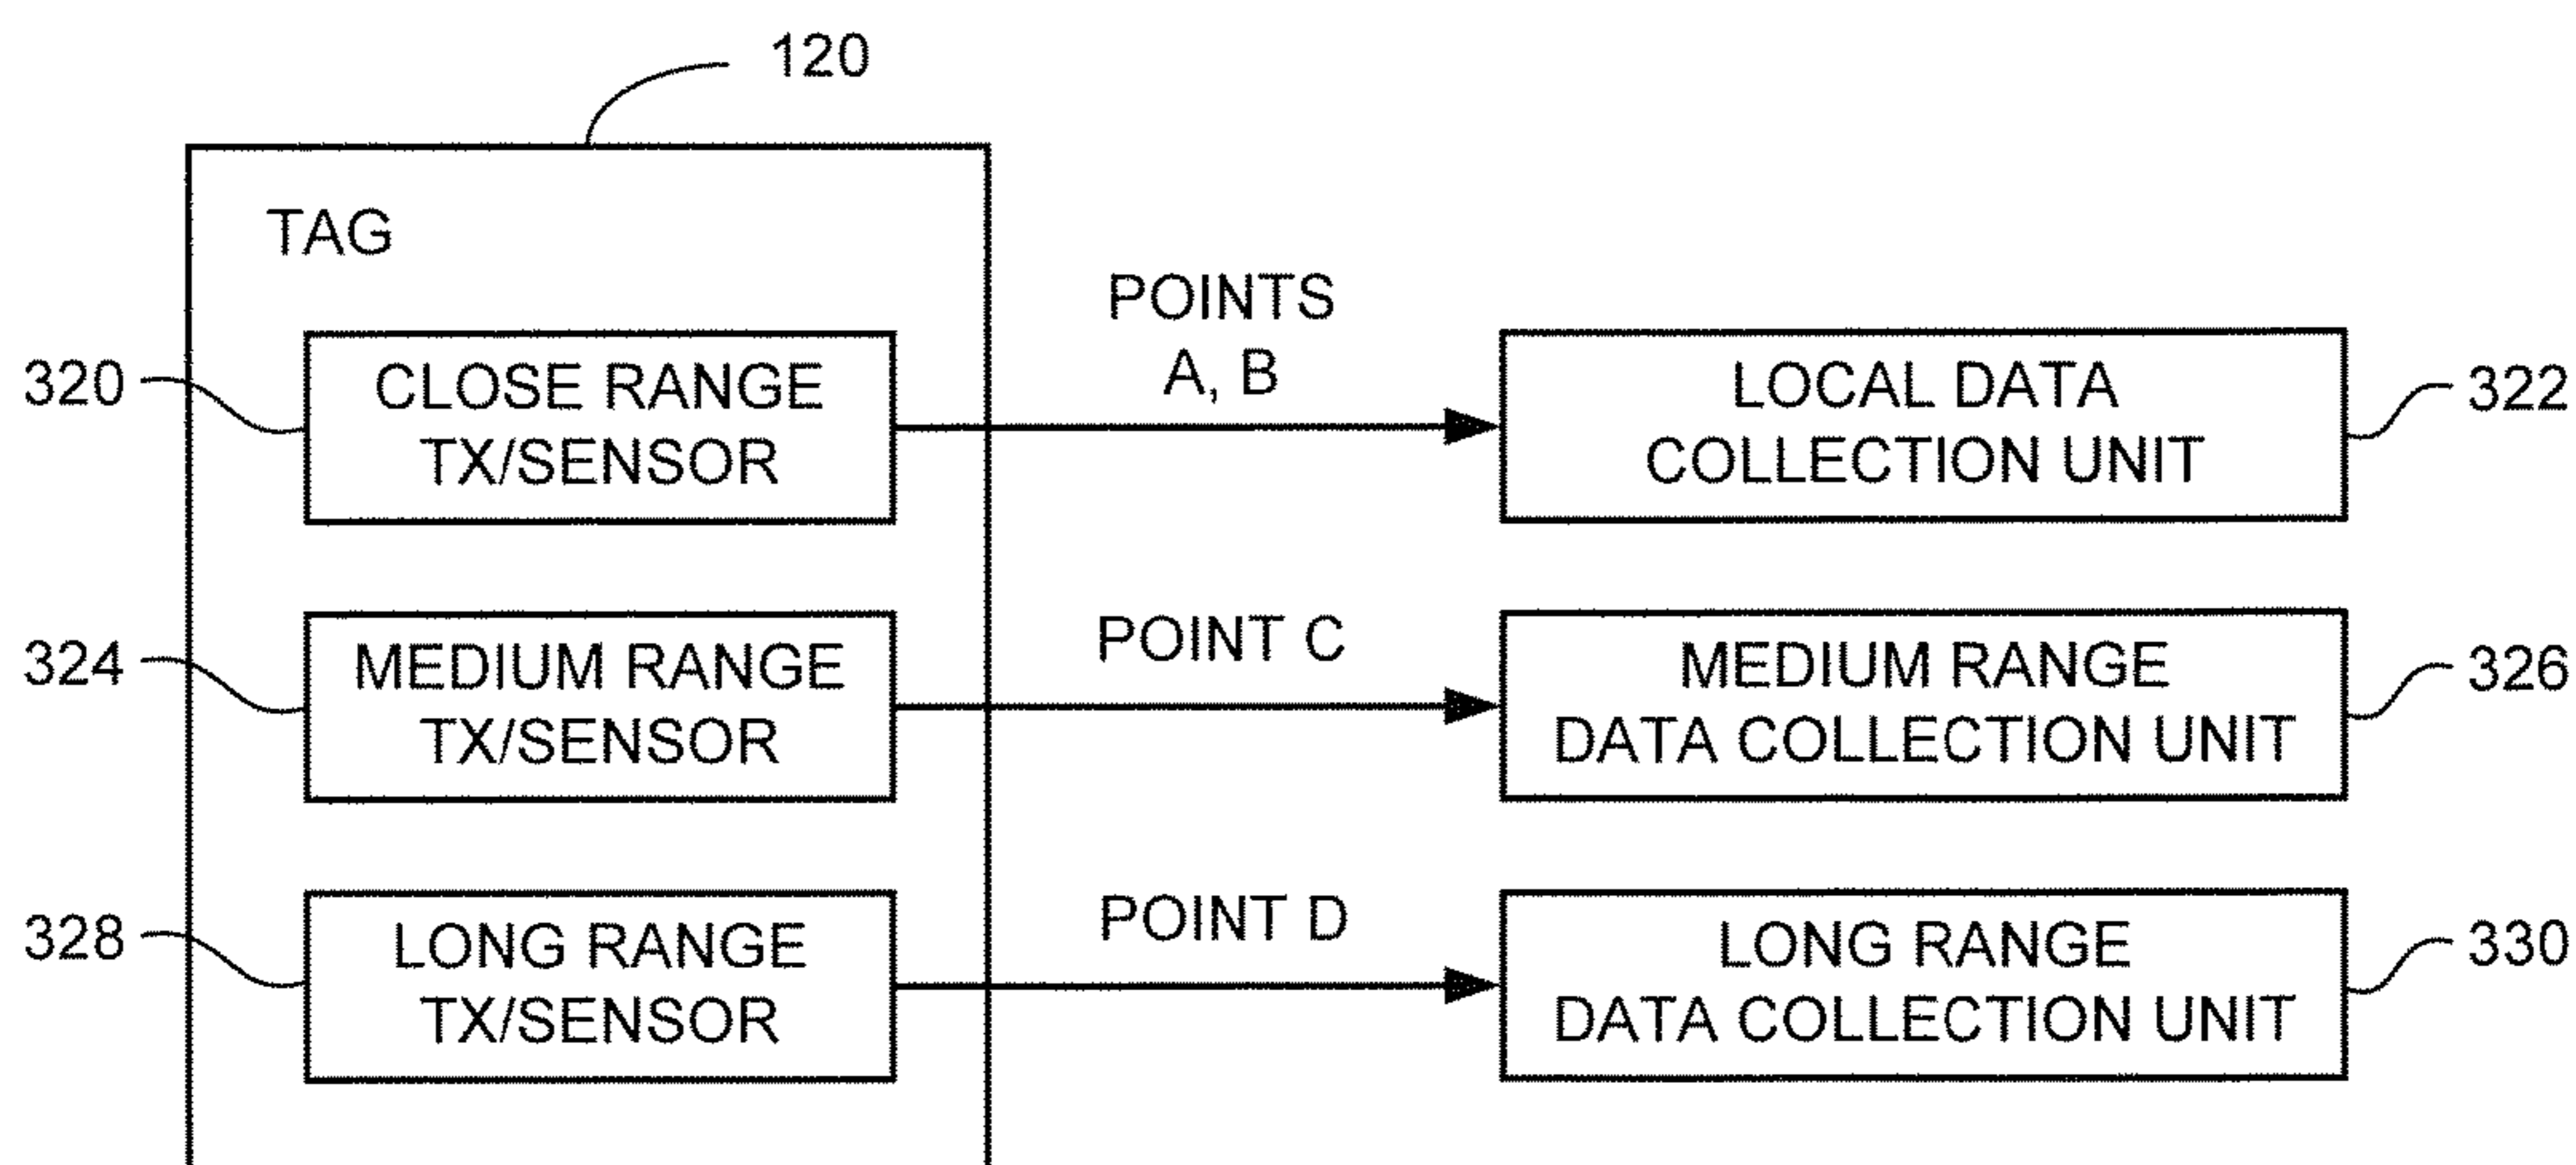 120
TAG
POINTS
A, B
320
CLOSE RANGE
TX/SENSOR
LOCAL DATA
COLLECTION UNIT
322
POINT C
324
MEDIUM RANGE
TX/SENSOR
MEDIUM RANGE
DATA COLLECTION UNIT
326
POINT D
328
LONG RANGE
TX/SENSOR
LONG RANGE
DATA COLLECTION UNIT
330